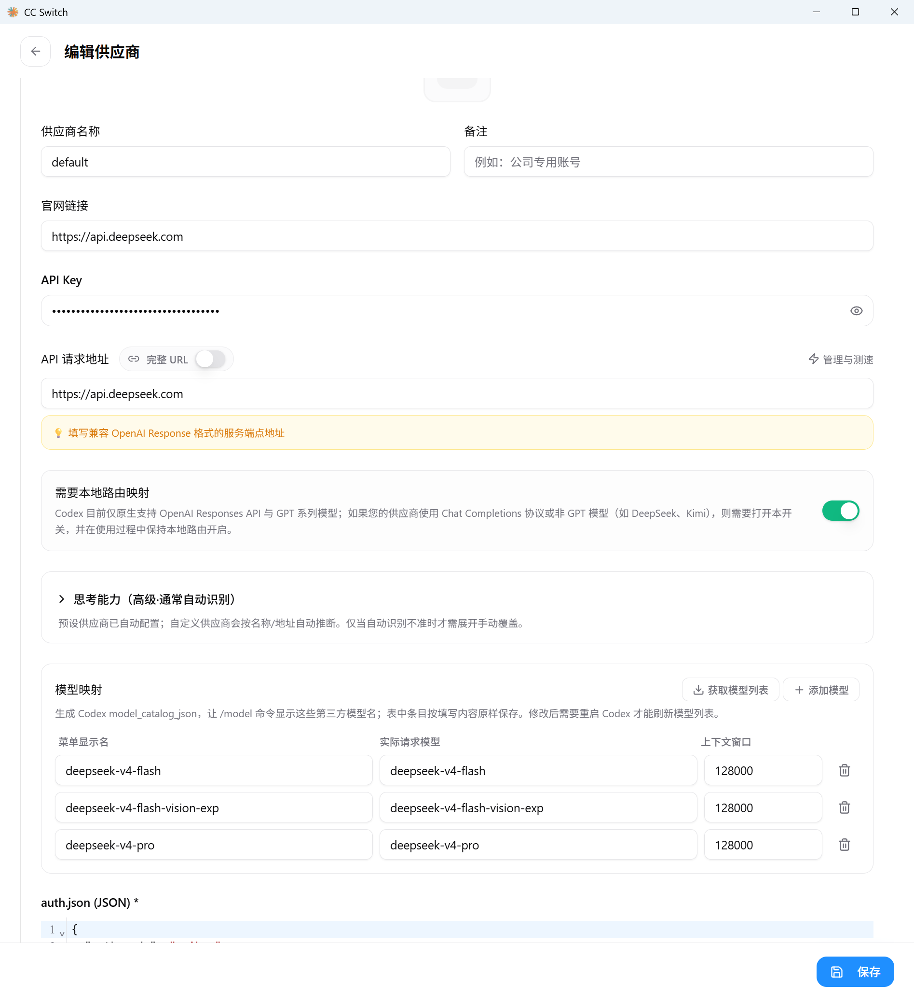 CC Switch
编辑供应商
供应商名称
备注
default
例如：公司专用账号
官网链接
https://api.deepseek.com
API Key
•••••••••••••••••••••••••••••••••••
API 请求地址
完整 URL
管理与测速
https://api.deepseek.com
💡 填写兼容 OpenAI Response 格式的服务端点地址
需要本地路由映射
Codex 目前仅原生支持 OpenAI Responses API 与 GPT 系列模型；如果您的供应商使用 Chat Completions 协议或非 GPT 模型（如 DeepSeek、Kimi），则需要打开本开
关，并在使用过程中保持本地路由开启。
思考能力（高级·通常自动识别）
预设供应商已自动配置；自定义供应商会按名称/地址自动推断。仅当自动识别不准时才需展开手动覆盖。
模型映射
获取模型列表
添加模型
生成 Codex model_catalog_json，让 /model 命令显示这些第三方模型名；表中条目按填写内容原样保存。修改后需要重启 Codex 才能刷新模型列表。
菜单显示名
实际请求模型
上下文窗口
deepseek-v4-flash
deepseek-v4-flash
128000
deepseek-v4-flash-vision-exp
deepseek-v4-flash-vision-exp
128000
deepseek-v4-pro
deepseek-v4-pro
128000
auth.json (JSON) *
1
{
保存